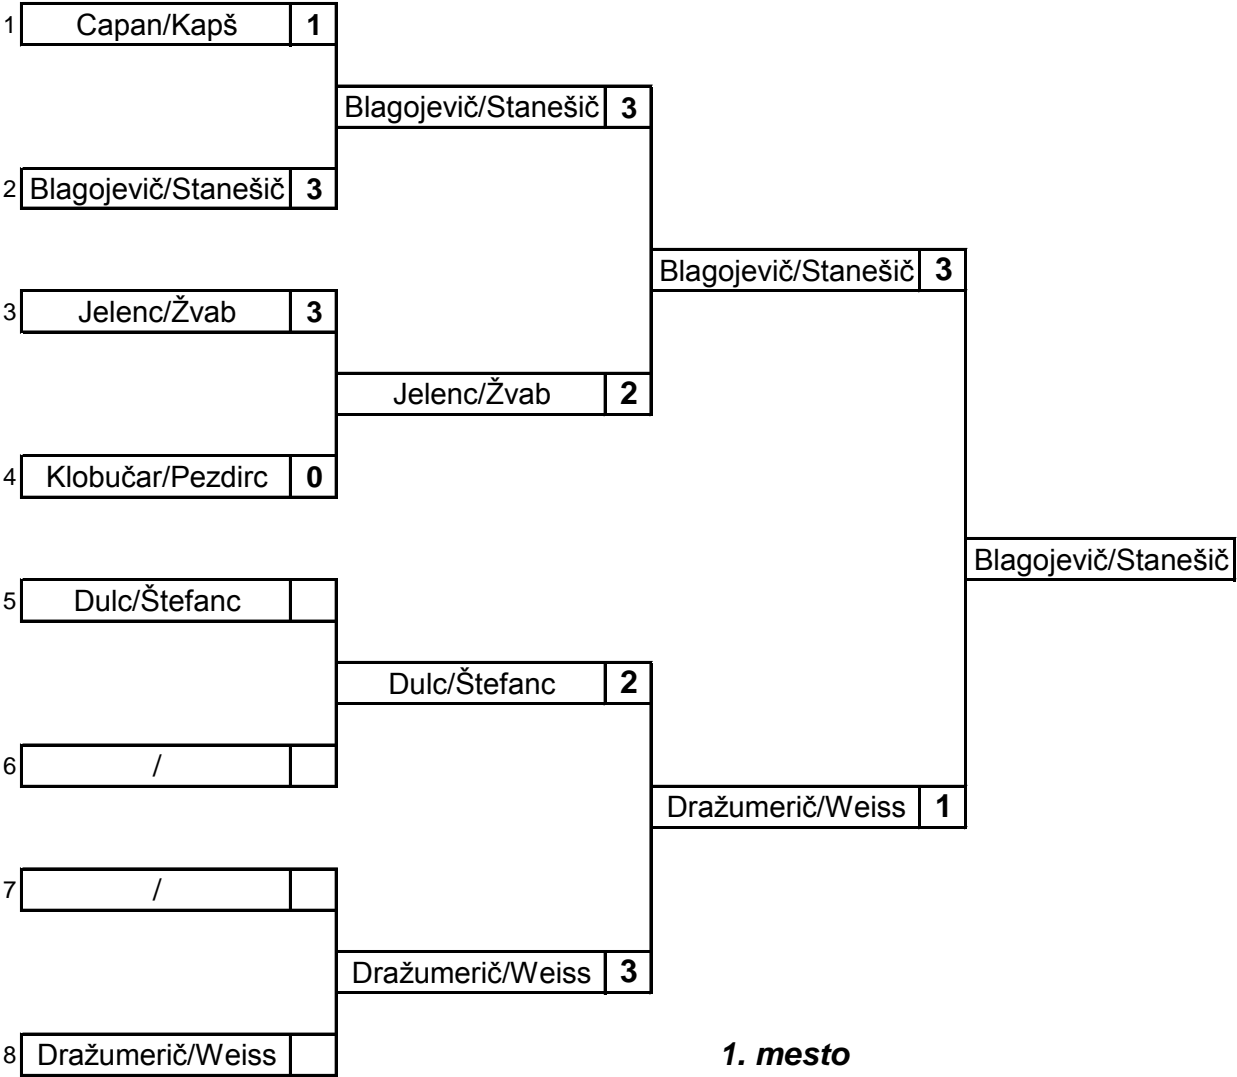 1 Capan/Kapš 1
Blagojevič/Stanešič 3
2 Blagojevič/Stanešič 3
Blagojevič/Stanešič 3
3 Jelenc/Žvab 3
Jelenc/Žvab 2
4 Klobučar/Pezdirc 0
Blagojevič/Stanešič
5 Dulc/Štefanc
Dulc/Štefanc 2
6 /
Dražumerič/Weiss 1
7 /
Dražumerič/Weiss 3
8 Dražumerič/Weiss
1. mesto